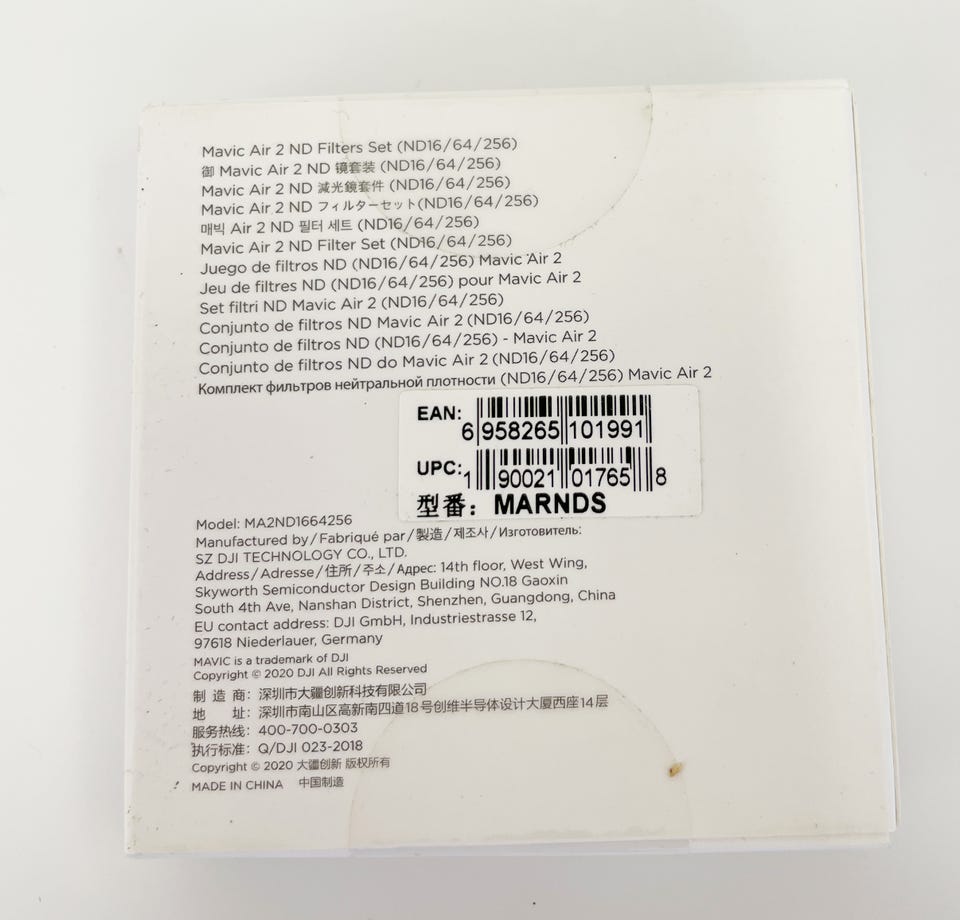 Mavic Air 2 ND Filters Set (ND16/64/256)
御 Mavic Air 2 ND 镜套装 (ND16/64/256)
Mavic Air 2 ND 減光鏡套件 (ND16/64/256)
Mavic Air 2 ND フィルターセット(ND16/64/256)
매빅 Air 2 ND 필터 세트 (ND16/64/256)
Mavic Air 2 ND Filter Set (ND16/64/256)
Juego de filtros ND (ND16/64/256) Mavic Air 2
Jeu de filtres ND (ND16/64/256) pour Mavic Air 2
Set filtri ND Mavic Air 2 (ND16/64/256)
Conjunto de filtros ND Mavic Air 2 (ND16/64/256)
Conjunto de filtros ND (ND16/64/256) - Mavic Air 2
Conjunto de filtros ND do Mavic Air 2 (ND16/64/256)
Комплект фильтров нейтральной плотности (ND16/64/256) Mavic Air 2
EAN: 6 958265 101991
UPC: 1 90021 01765 8
型番: MARNDS
Model: MA2ND1664256
Manufactured by/Fabriqué par/製造/제조사/Изготовитель:
SZ DJI TECHNOLOGY CO., LTD.
Address/Adresse/住所/주소/Адрес: 14th floor, West Wing,
Skyworth Semiconductor Design Building NO.18 Gaoxin
South 4th Ave, Nanshan District, Shenzhen, Guangdong, China
EU contact address: DJI GmbH, Industriestrasse 12,
97618 Niederlauer, Germany
MAVIC is a trademark of DJI
Copyright © 2020 DJI All Rights Reserved
制 造 商: 深圳市大疆创新科技有限公司
地 址: 深圳市南山区高新南四道18号创维半导体设计大厦西座14层
服务热线: 400-700-0303
执行标准: Q/DJI 023-2018
Copyright © 2020 大疆创新 版权所有
MADE IN CHINA 中国制造